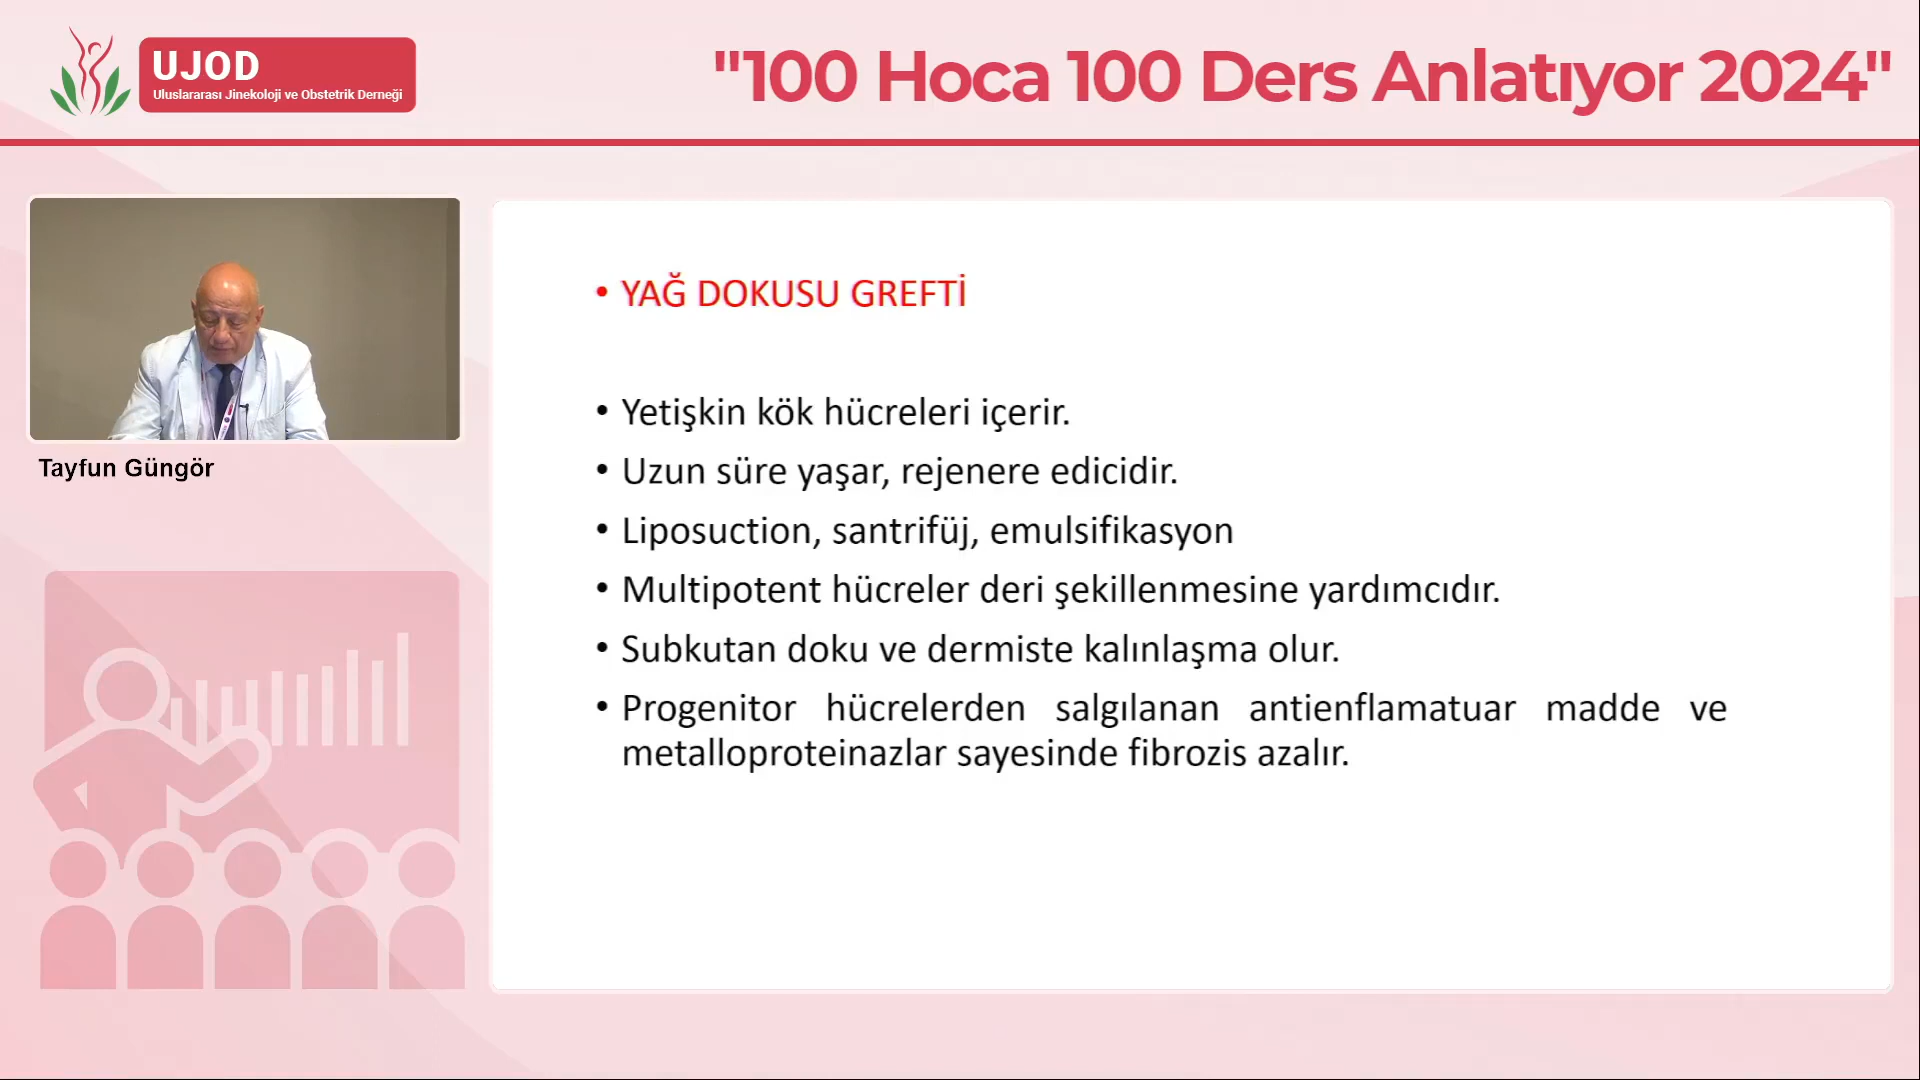 UJOD
Uluslararası Jinekoloji ve Obstetrik Derneği
"100 Hoca 100 Ders Anlatıyor 2024"
Tayfun Güngör
• YAĞ DOKUSU GREFTİ
• Yetişkin kök hücreleri içerir.
• Uzun süre yaşar, rejenere edicidir.
• Liposuction, santrifüj, emulsifikasyon
• Multipotent hücreler deri şekillenmesine yardımcıdır.
• Subkutan doku ve dermiste kalınlaşma olur.
• Progenitor hücrelerden salgılanan antienflamatuar madde ve
metalloproteinazlar sayesinde fibrozis azalır.